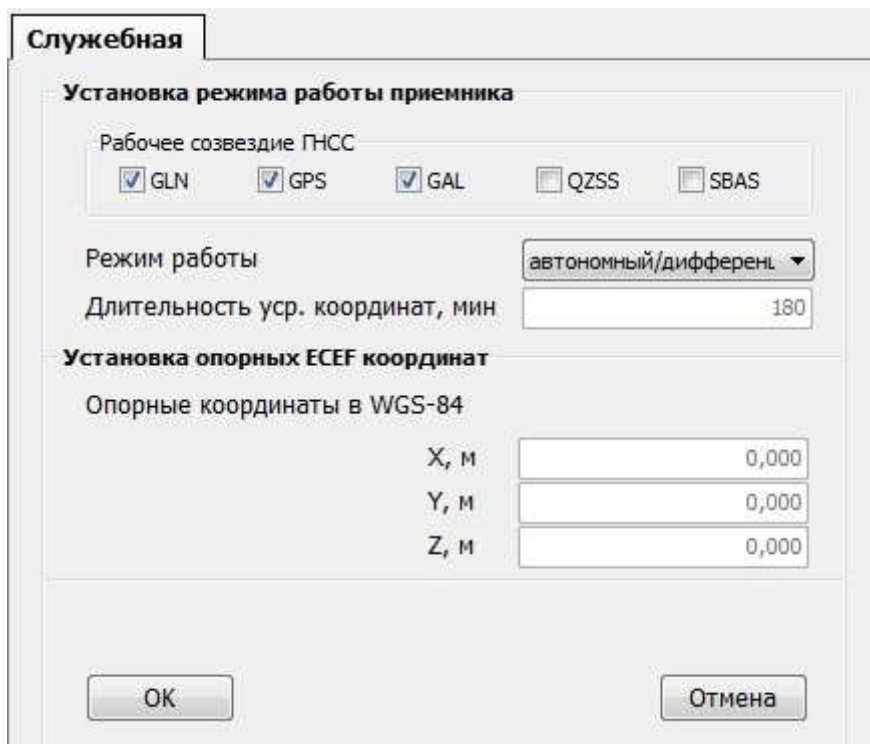 Служебная
Установка режима работы приемника
Рабочее созвездие ГНСС
GLN GPS GAL QZSS SBAS
Режим работы автономный/дифференц
Длительность уср. координат, мин 180
Установка опорных ECEF координат
Опорные координаты в WGS-84
X, м 0,000
Y, м 0,000
Z, м 0,000
OK Отмена